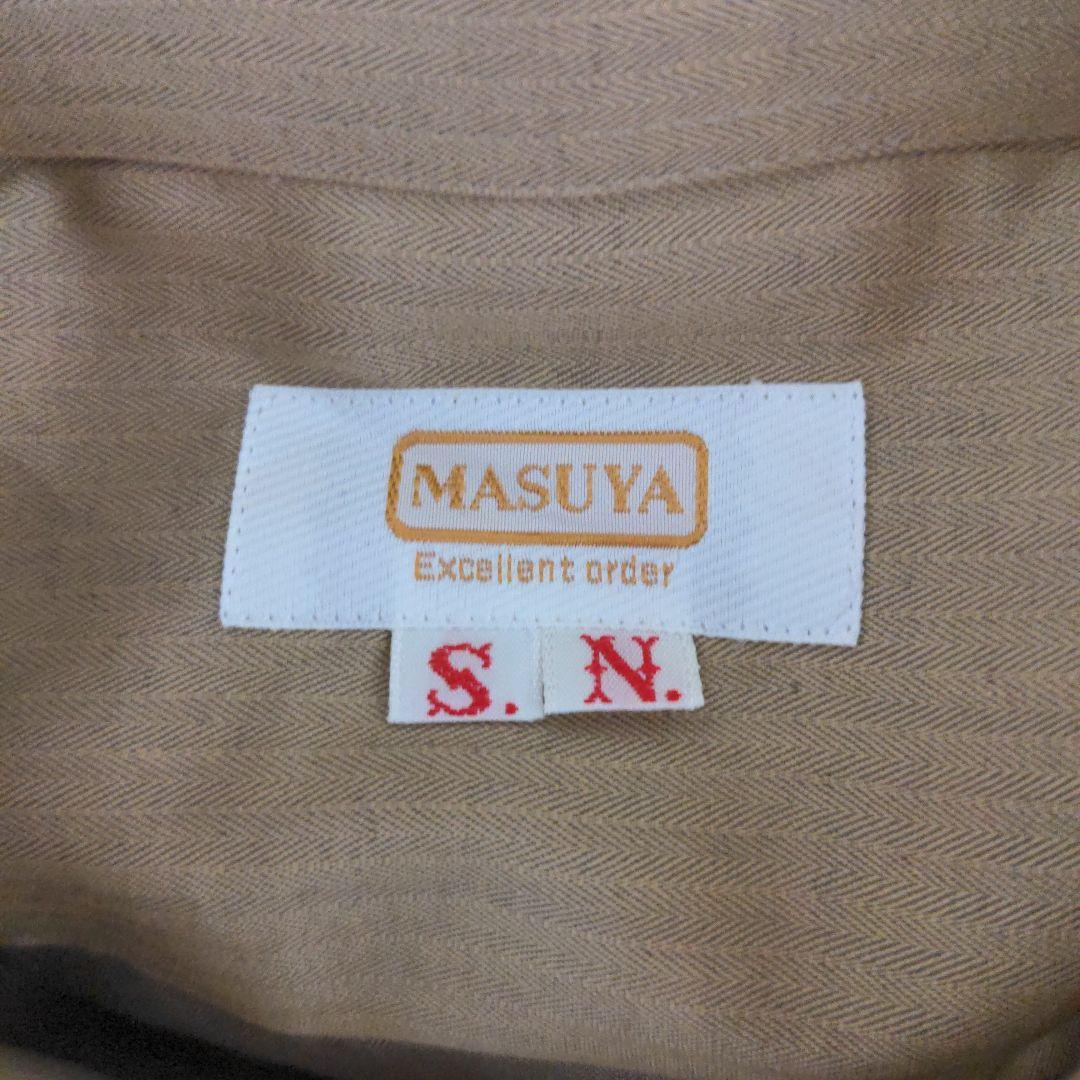 MASUYA
Excellent order
S. N.